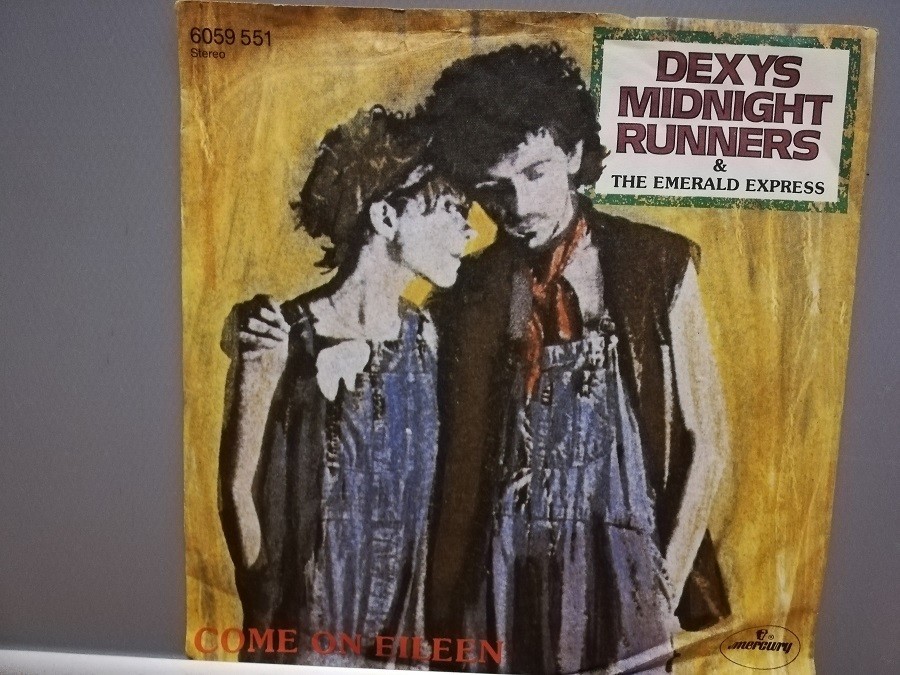 6059 551
Stereo
DEXYS
MIDNIGHT
RUNNERS
&
THE EMERALD EXPRESS
COME ON EILEEN
mercury